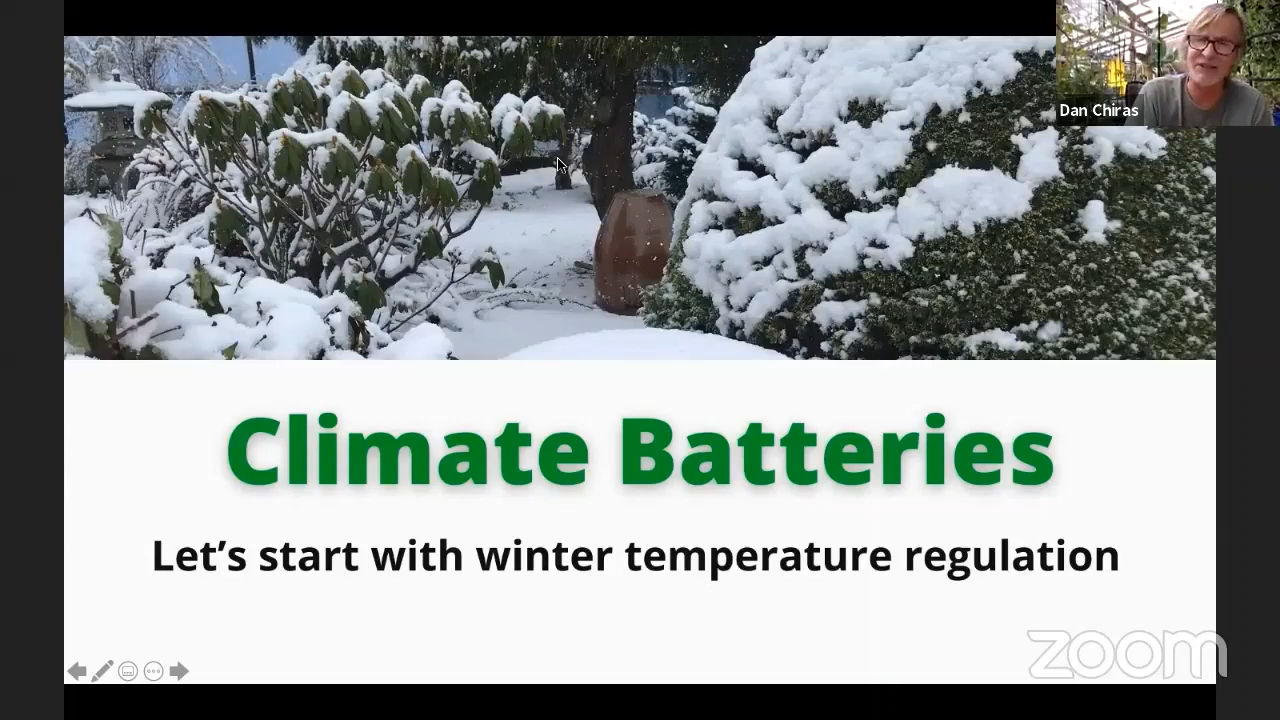 Dan Chiras
Climate Batteries
Let’s start with winter temperature regulation
zoom